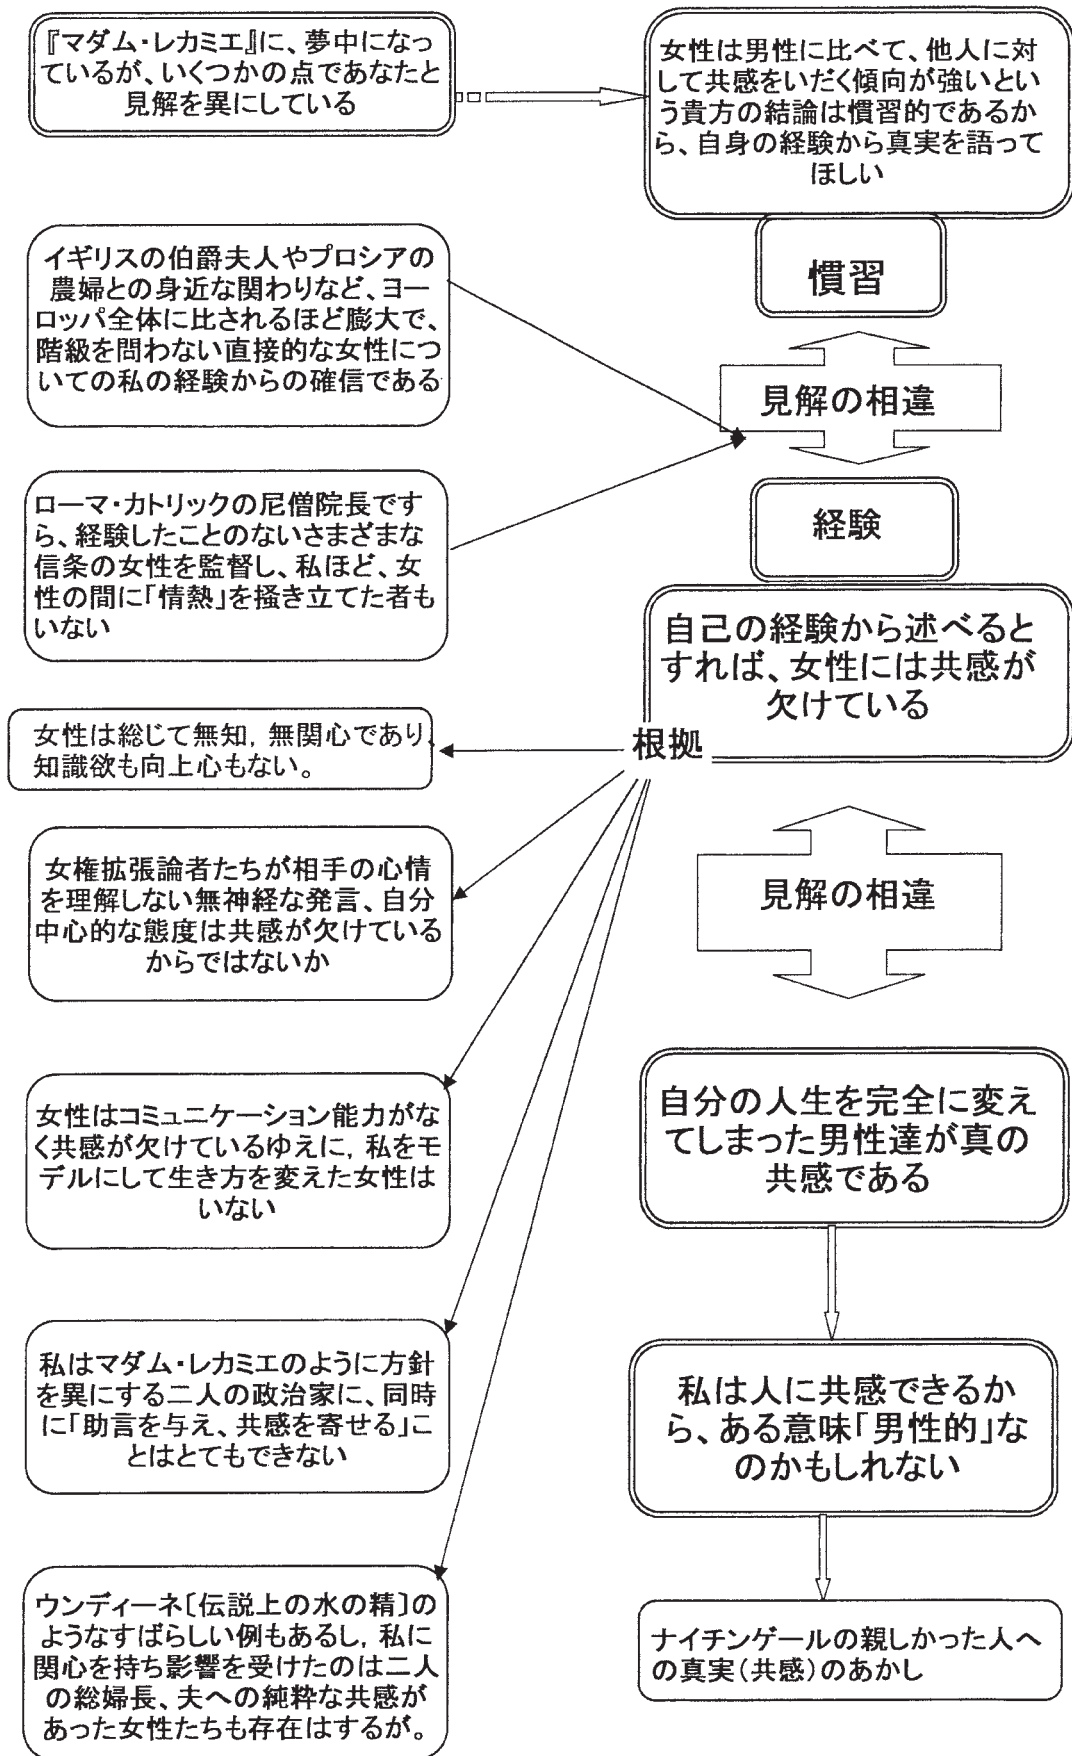 『マダム・レカミエ』に、夢中になっ
ているが、いくつかの点であなたと
見解を異にしている
女性は男性に比べて、他人に対
して共感をいだく傾向が強いとい
う貴方の結論は慣習的であるか
ら、自身の経験から真実を語って
ほしい
慣習
イギリスの伯爵夫人やプロシアの
農婦との身近な関わりなど、ヨー
ロッパ全体に比されるほど膨大で、
階級を問わない直接的な女性につ
いての私の経験からの確信である
見解の相違
ローマ・カトリックの尼僧院長です
ら、経験したことのないさまざまな
信条の女性を監督し、私ほど、女
性の間に「情熱」を掻き立てた者も
いない
経験
自己の経験から述べると
すれば、女性には共感が
欠けている
根拠
女性は総じて無知，無関心であり、
知識欲も向上心もない。
女権拡張論者たちが相手の心情
を理解しない無神経な発言、自分
中心的な態度は共感が欠けている
からではないか
見解の相違
女性はコミュニケーション能力がな
く共感が欠けているゆえに，私をモ
デルにして生き方を変えた女性は
いない
自分の人生を完全に変え
てしまった男性達が真の
共感である
私はマダム・レカミエのように方針
を異にする二人の政治家に、同時
に「助言を与え、共感を寄せる」こ
とはとてもできない
私は人に共感できるか
ら、ある意味「男性的」な
のかもしれない
ウンディーネ〔伝説上の水の精〕の
ようなすばらしい例もあるし，私に
関心を持ち影響を受けたのは二人
の総婦長、夫への純粋な共感が
あった女性たちも存在はするが。
ナイチンゲールの親しかった人へ
の真実（共感）のあかし